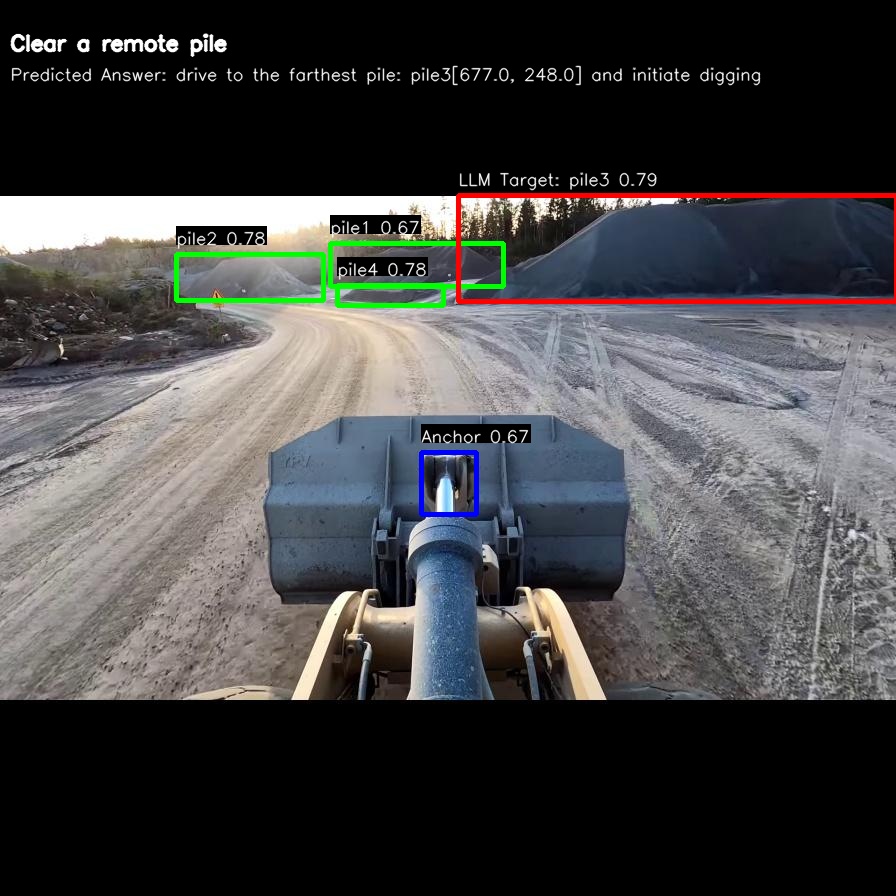 Clear a remote pile
Predicted Answer: drive to the farthest pile: pile3[677.0, 248.0] and initiate digging
LLM Target: pile3 0.79
pile1 0.67
pile2 0.78
pile4 0.78
Anchor 0.67